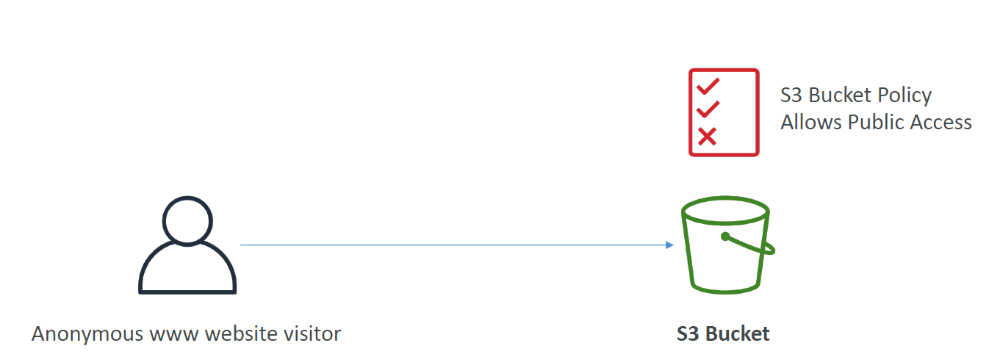 S3 Bucket Policy
Allows Public Access
Anonymous www website visitor
S3 Bucket